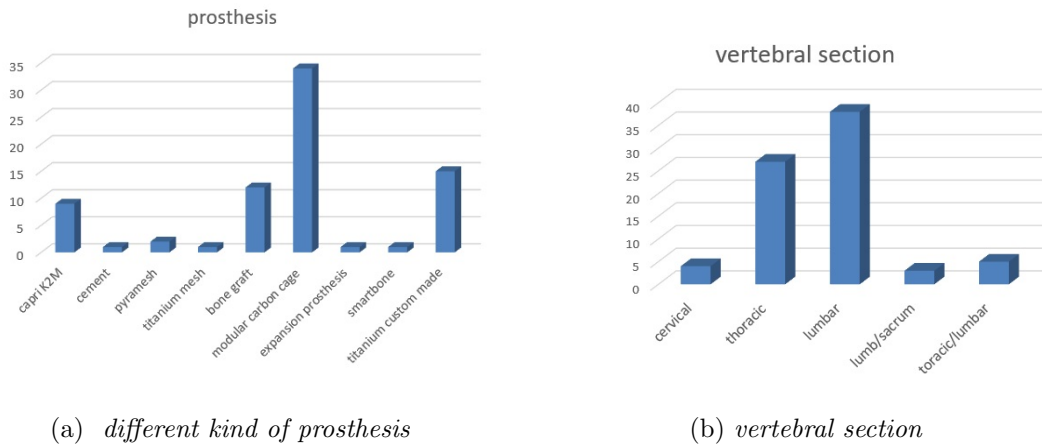 prosthesis
35
30
25
20
15
10
5
0
capri K2M
cement
pyramesh
titanium mesh
bone graft
modular carbon cage
expansion prosthesis
smartbone
titanium custom made
(a) different kind of prosthesis
vertebral section
40
35
30
25
20
15
10
5
0
cervical
thoracic
lumbar
lumb/sacrum
toracic/lumbar
(b) vertebral section